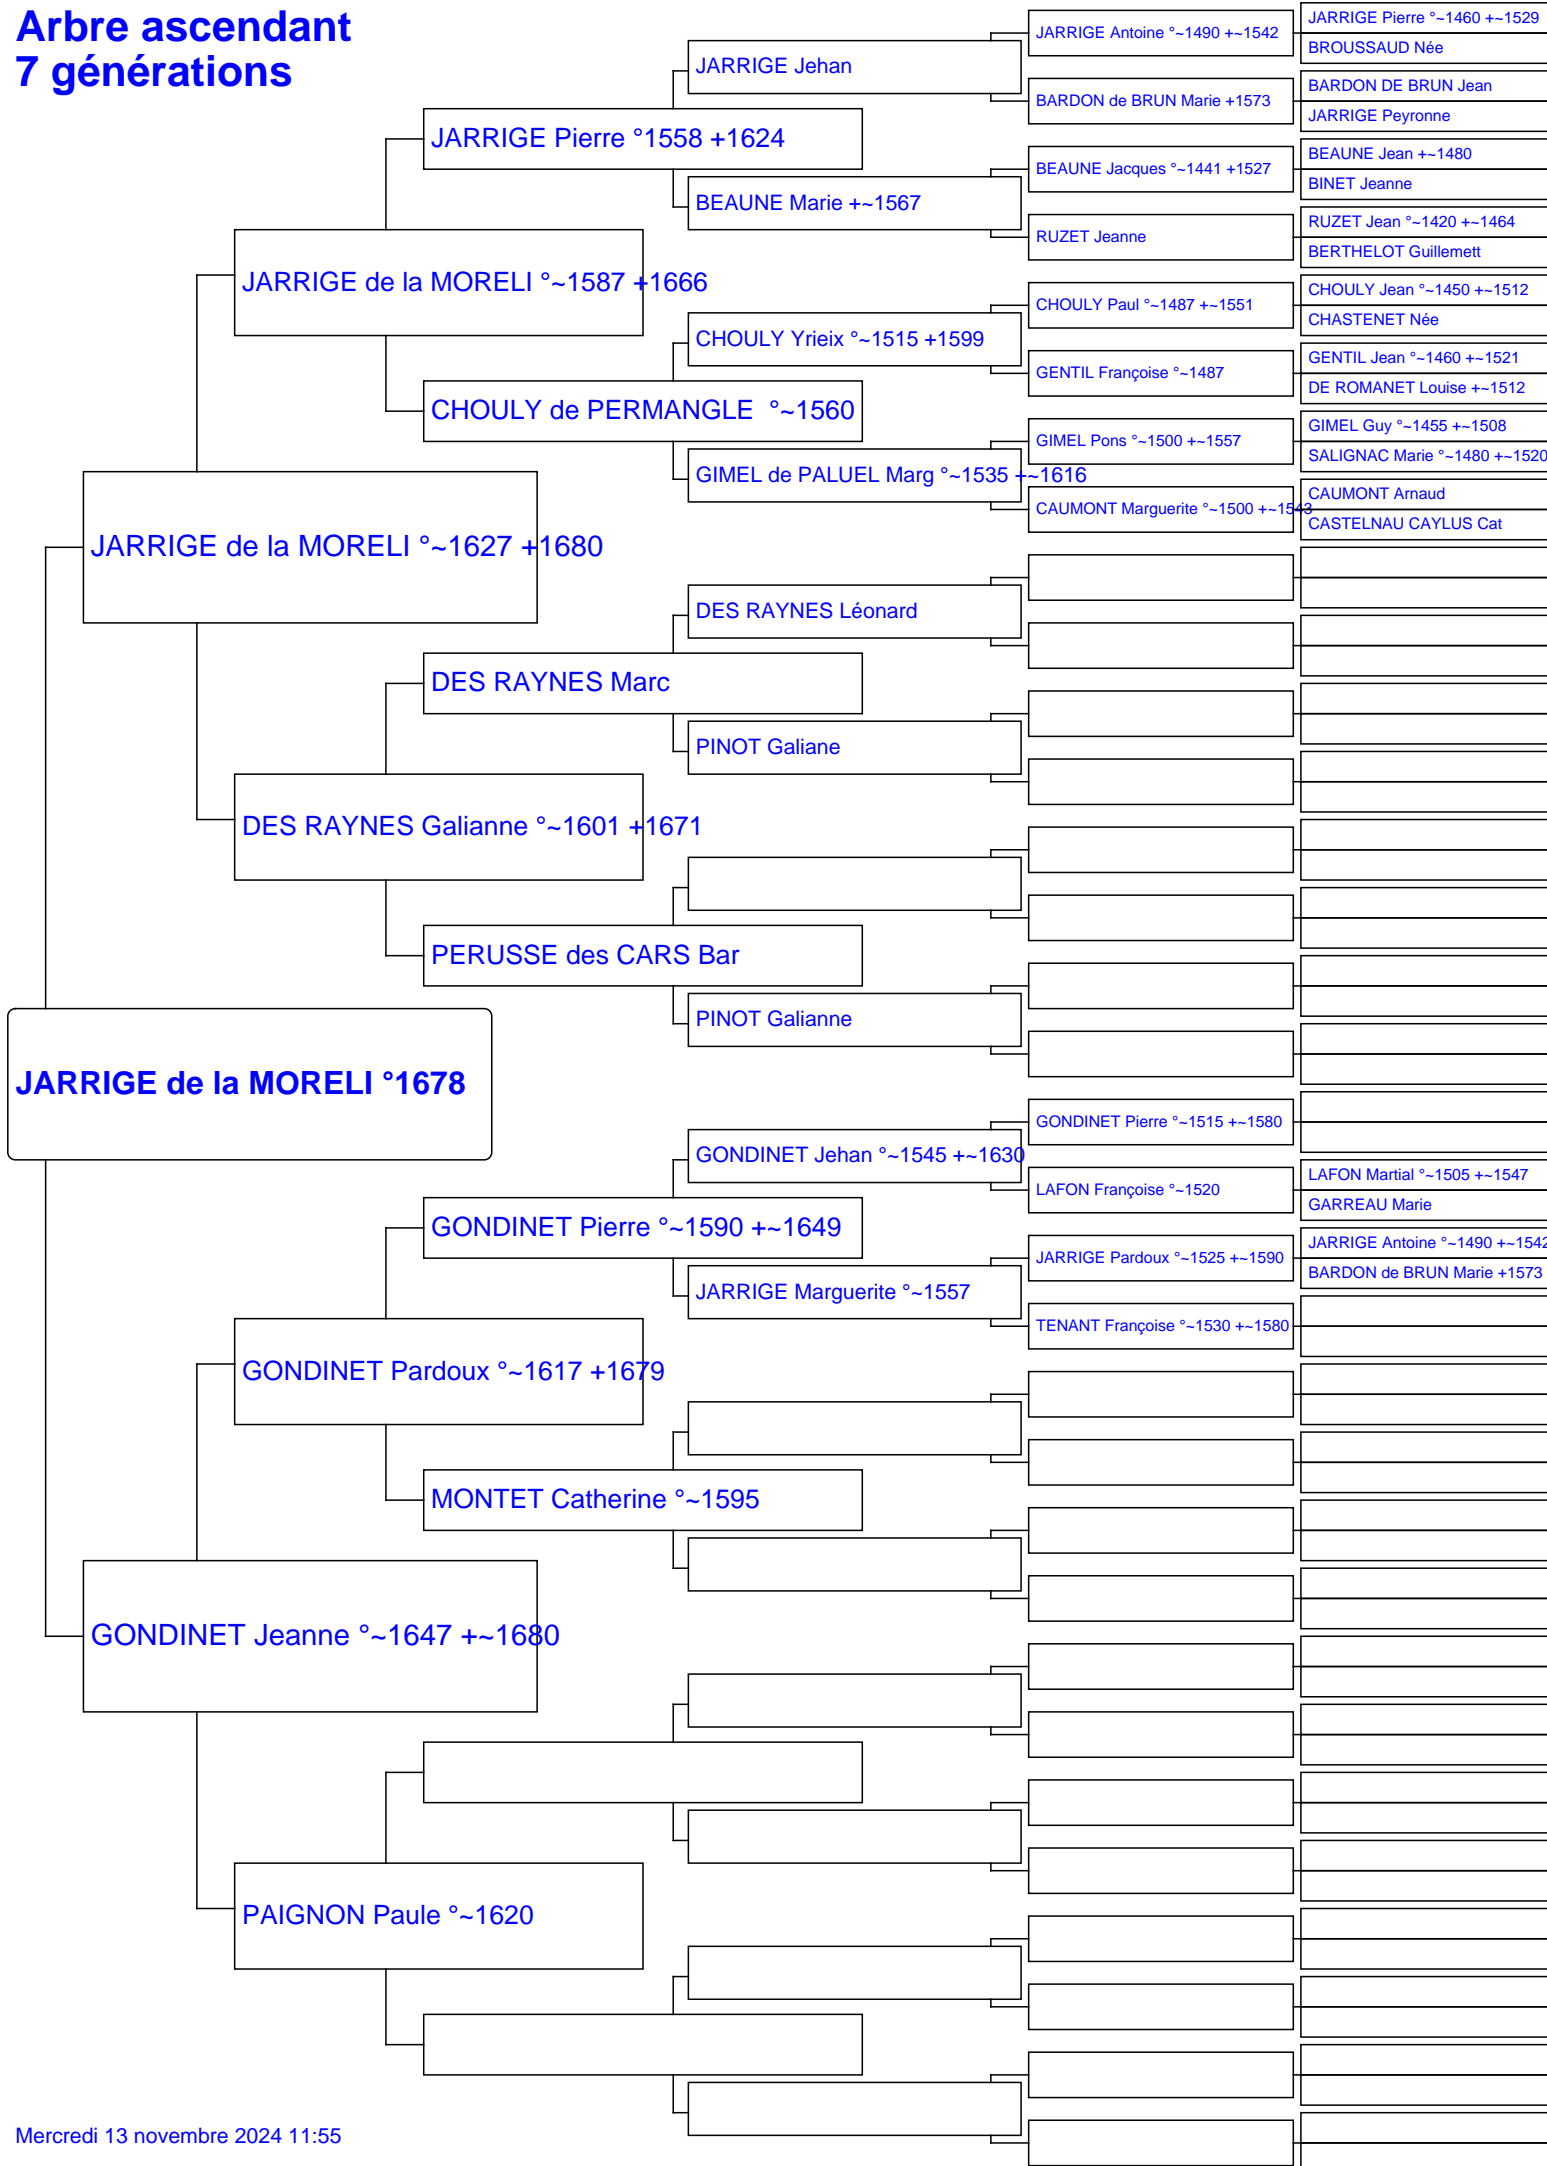 Arbre ascendant
7 générations
JARRIGE de la MORELI °1678
JARRIGE de la MORELI °~1627 +1680
GONDINET Jeanne °~1647 +~1680
JARRIGE de la MORELI °~1587 +1666
DES RAYNES Galianne °~1601 +1671
GONDINET Pardoux °~1617 +1679
PAIGNON Paule °~1620
JARRIGE Pierre °1558 +1624
CHOULY de PERMANGLE °~1560
DES RAYNES Marc
PERUSSE des CARS Bar
GONDINET Pierre °~1590 +~1649
MONTET Catherine °~1595
JARRIGE Jehan
BEAUNE Marie +~1567
CHOULY Yrieix °~1515 +1599
GIMEL de PALUEL Marg °~1535 +~1616
DES RAYNES Léonard
PINOT Galiane
PINOT Galianne
GONDINET Jehan °~1545 +~1630
JARRIGE Marguerite °~1557
JARRIGE Antoine °~1490 +~1542
BARDON de BRUN Marie +1573
BEAUNE Jacques °~1441 +1527
RUZET Jeanne
CHOULY Paul °~1487 +~1551
GENTIL Françoise °~1487
GIMEL Pons °~1500 +~1557
CAUMONT Marguerite °~1500 +~1543
GONDINET Pierre °~1515 +~1580
LAFON Françoise °~1520
JARRIGE Pardoux °~1525 +~1590
TENANT Françoise °~1530 +~1580
JARRIGE Pierre °~1460 +~1529
BROUSSAUD Née
BARDON DE BRUN Jean
JARRIGE Peyronne
BEAUNE Jean +~1480
BINET Jeanne
RUZET Jean °~1420 +~1464
BERTHELOT Guillemett
CHOULY Jean °~1450 +~1512
CHASTENET Née
GENTIL Jean °~1460 +~1521
DE ROMANET Louise +~1512
GIMEL Guy °~1455 +~1508
SALIGNAC Marie °~1480 +~1520
CAUMONT Arnaud
CASTELNAU CAYLUS Cat
LAFON Martial °~1505 +~1547
GARREAU Marie
JARRIGE Antoine °~1490 +~1542
BARDON de BRUN Marie +1573
Mercredi 13 novembre 2024 11:55